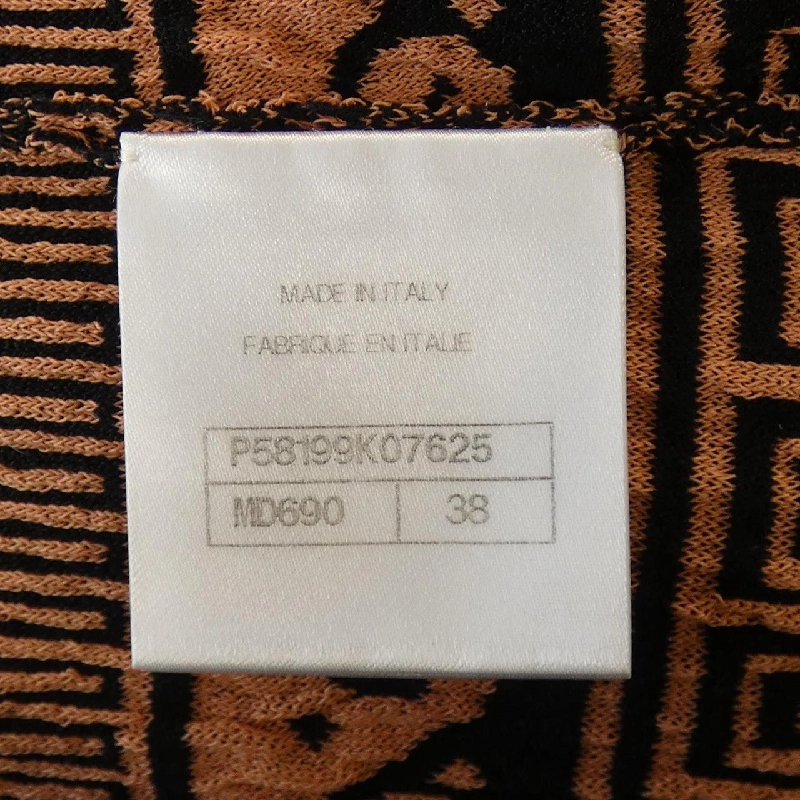 MADE IN ITALY
FABRIQUE EN ITALIE
P58199K07625
MD690 38